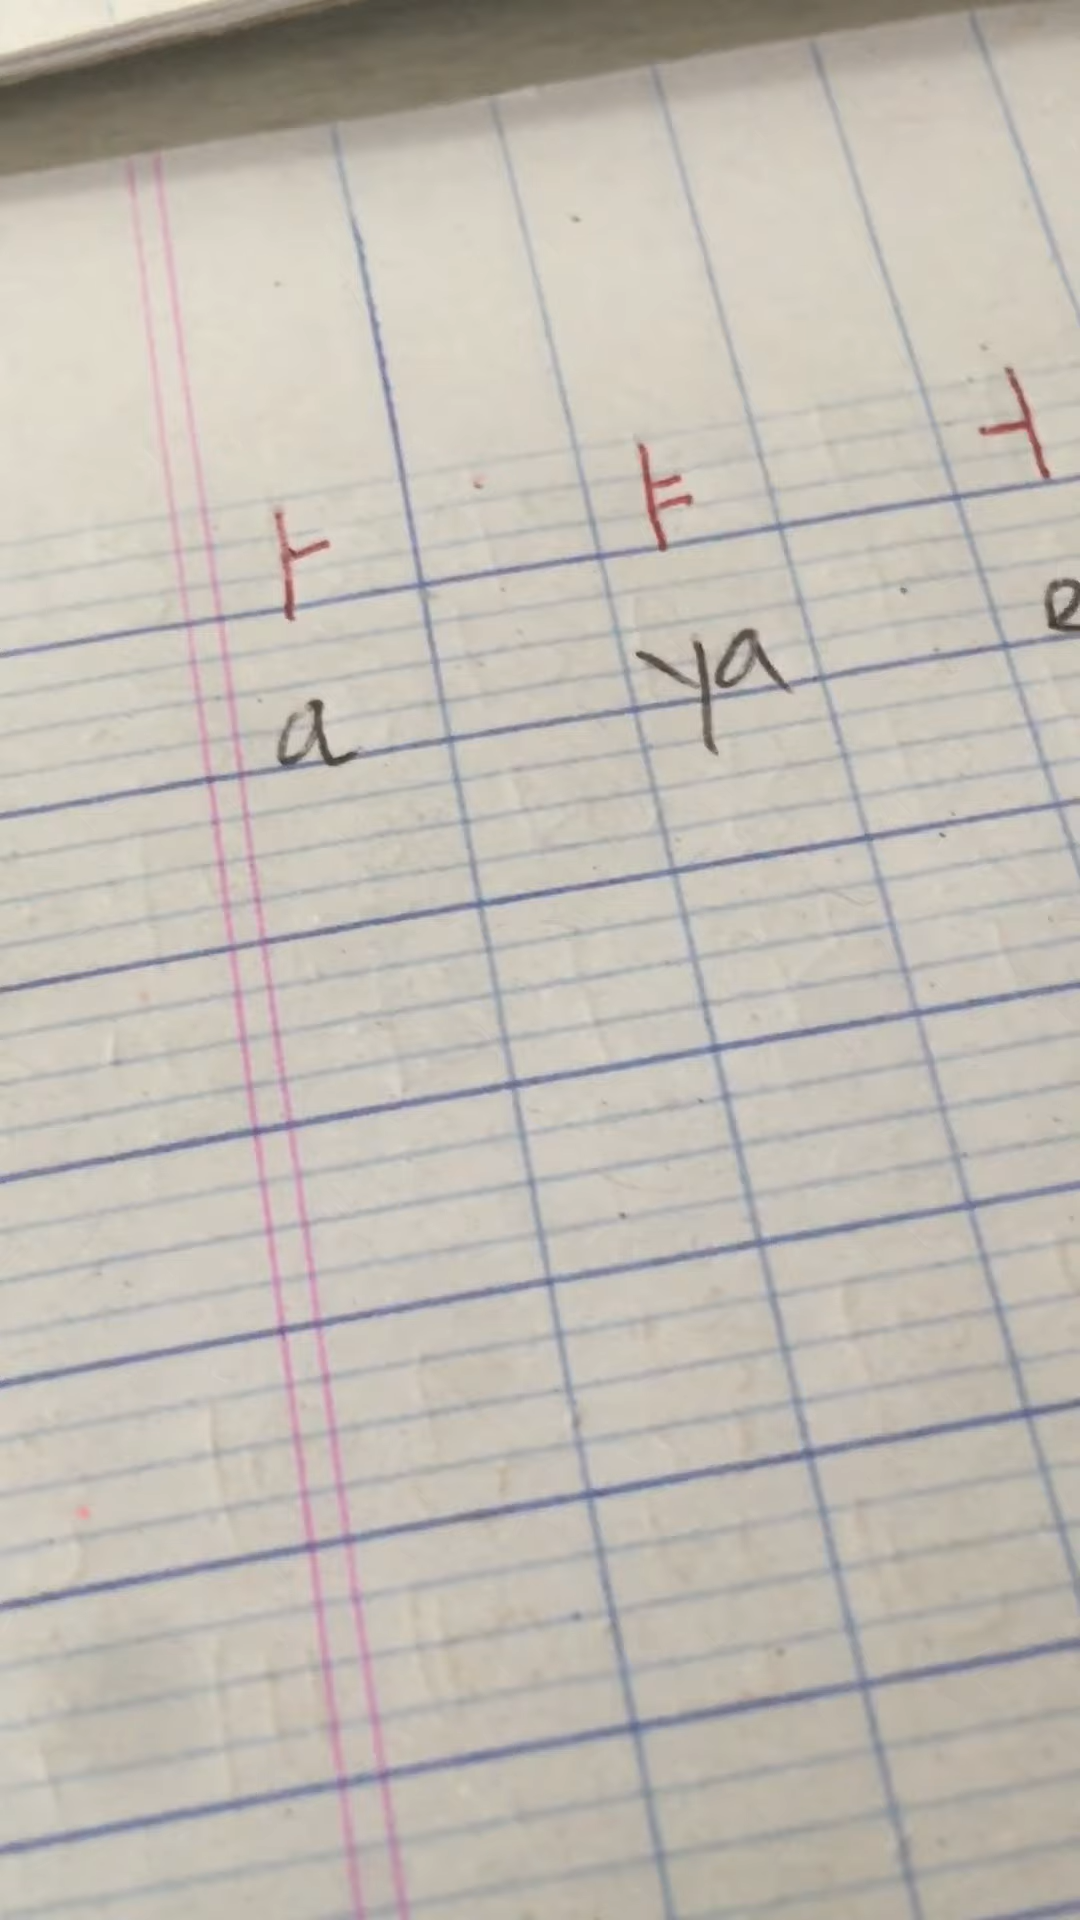 ㅏ ㅑ ㅓ
a ya